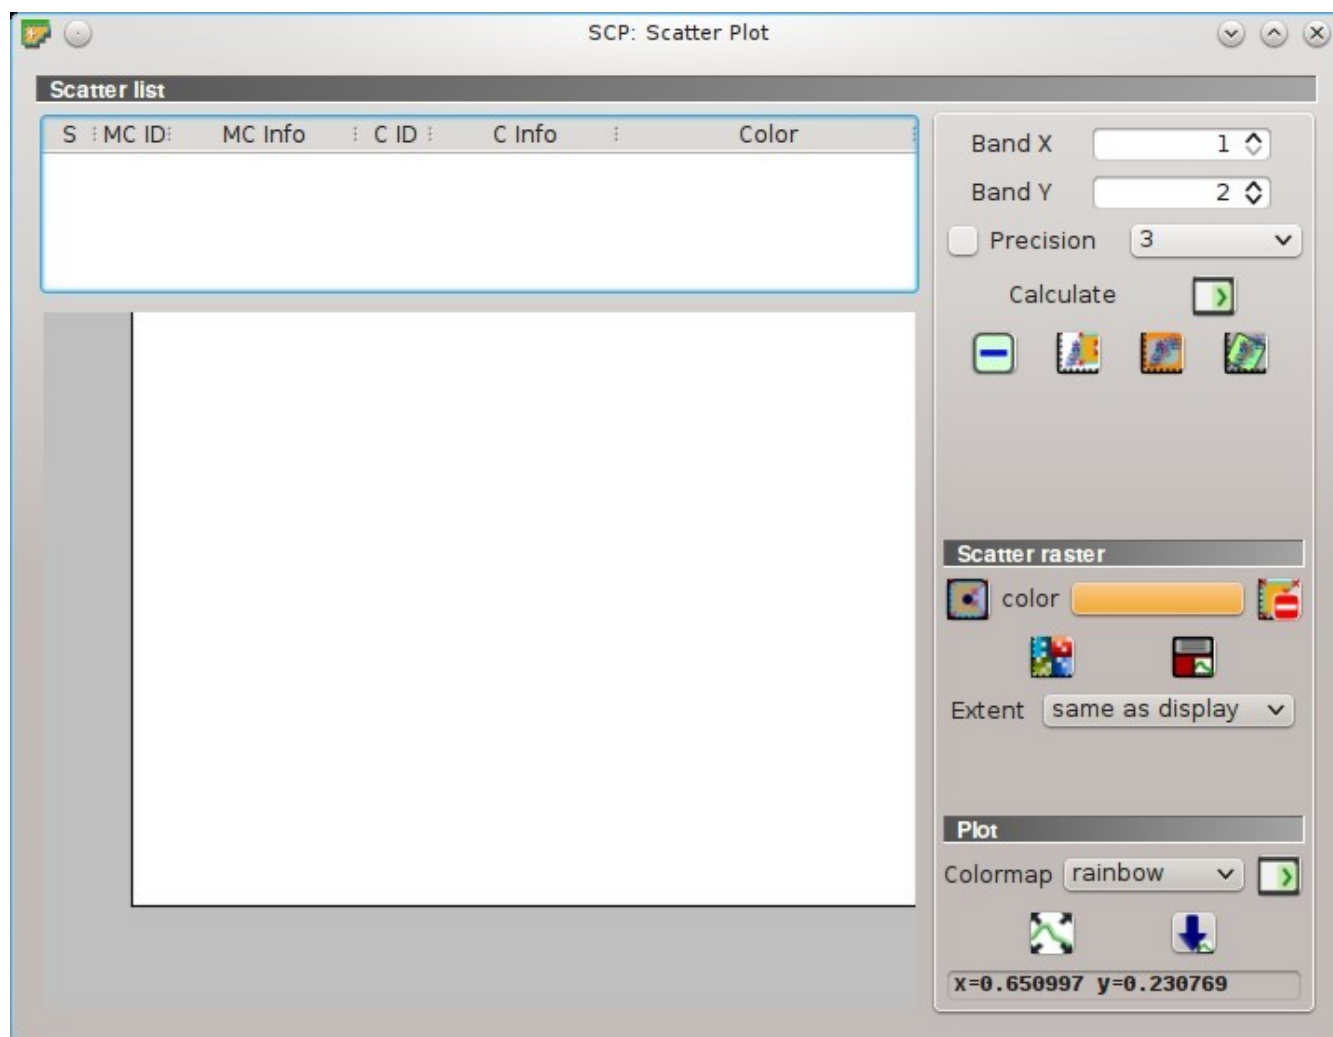 SCP: Scatter Plot
Scatter list
S MC ID MC Info C ID C Info Color
Band X 1
Band Y 2
Precision 3
Calculate
Scatter raster
color
Extent same as display
Plot
Colormap rainbow
x=0.650997 y=0.230769